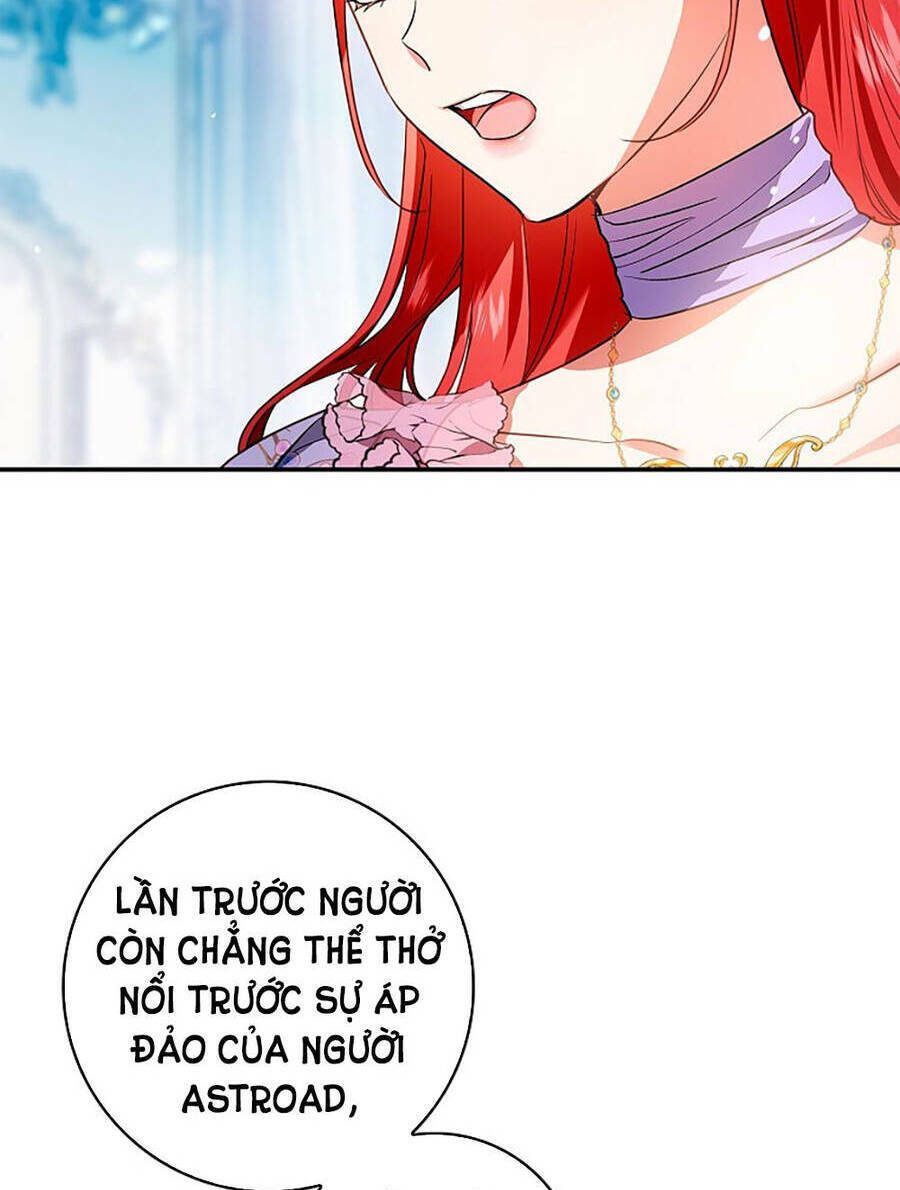 LẦN TRƯỚC NGƯỜI
CÒN CHẲNG THỂ THỞ
NỔI TRƯỚC SỰ ÁP
ĐẢO CỦA NGƯỜI
ASTROAD,